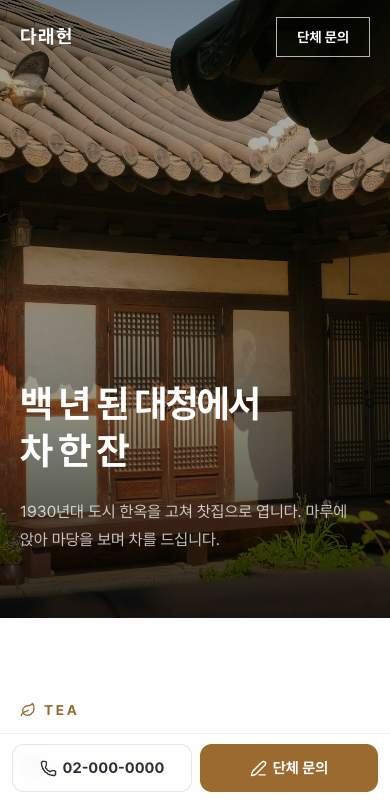 다래헌
단체 문의
백 년 된 대청에서
차 한 잔
1930년대 도시 한옥을 고쳐 찻집으로 엽니다. 마루에
앉아 마당을 보며 차를 드십니다.
TEA
02-000-0000
단체 문의